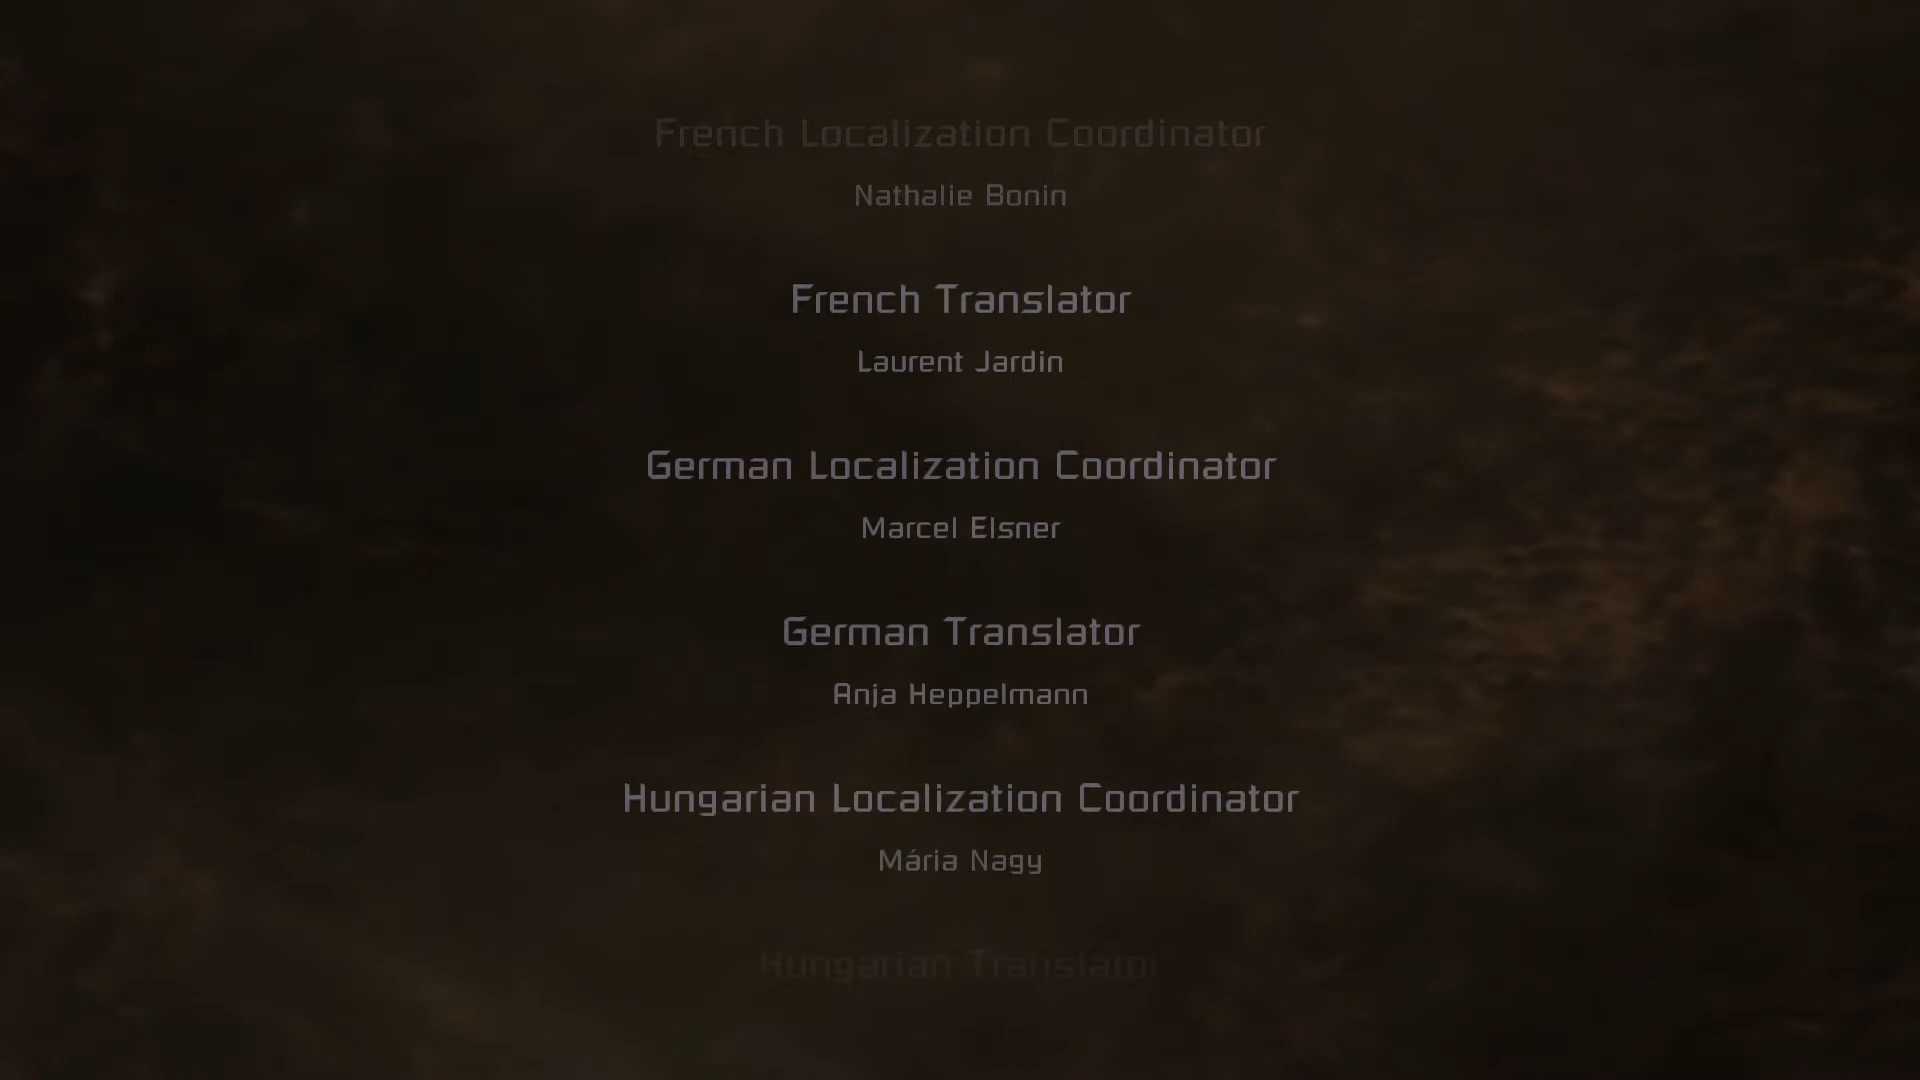 French Localization Coordinator
Nathalie Bonin
French Translator
Laurent Jardin
German Localization Coordinator
Marcel Elsner
German Translator
Anja Heppelmann
Hungarian Localization Coordinator
Mária Nagy
Hungarian Translator